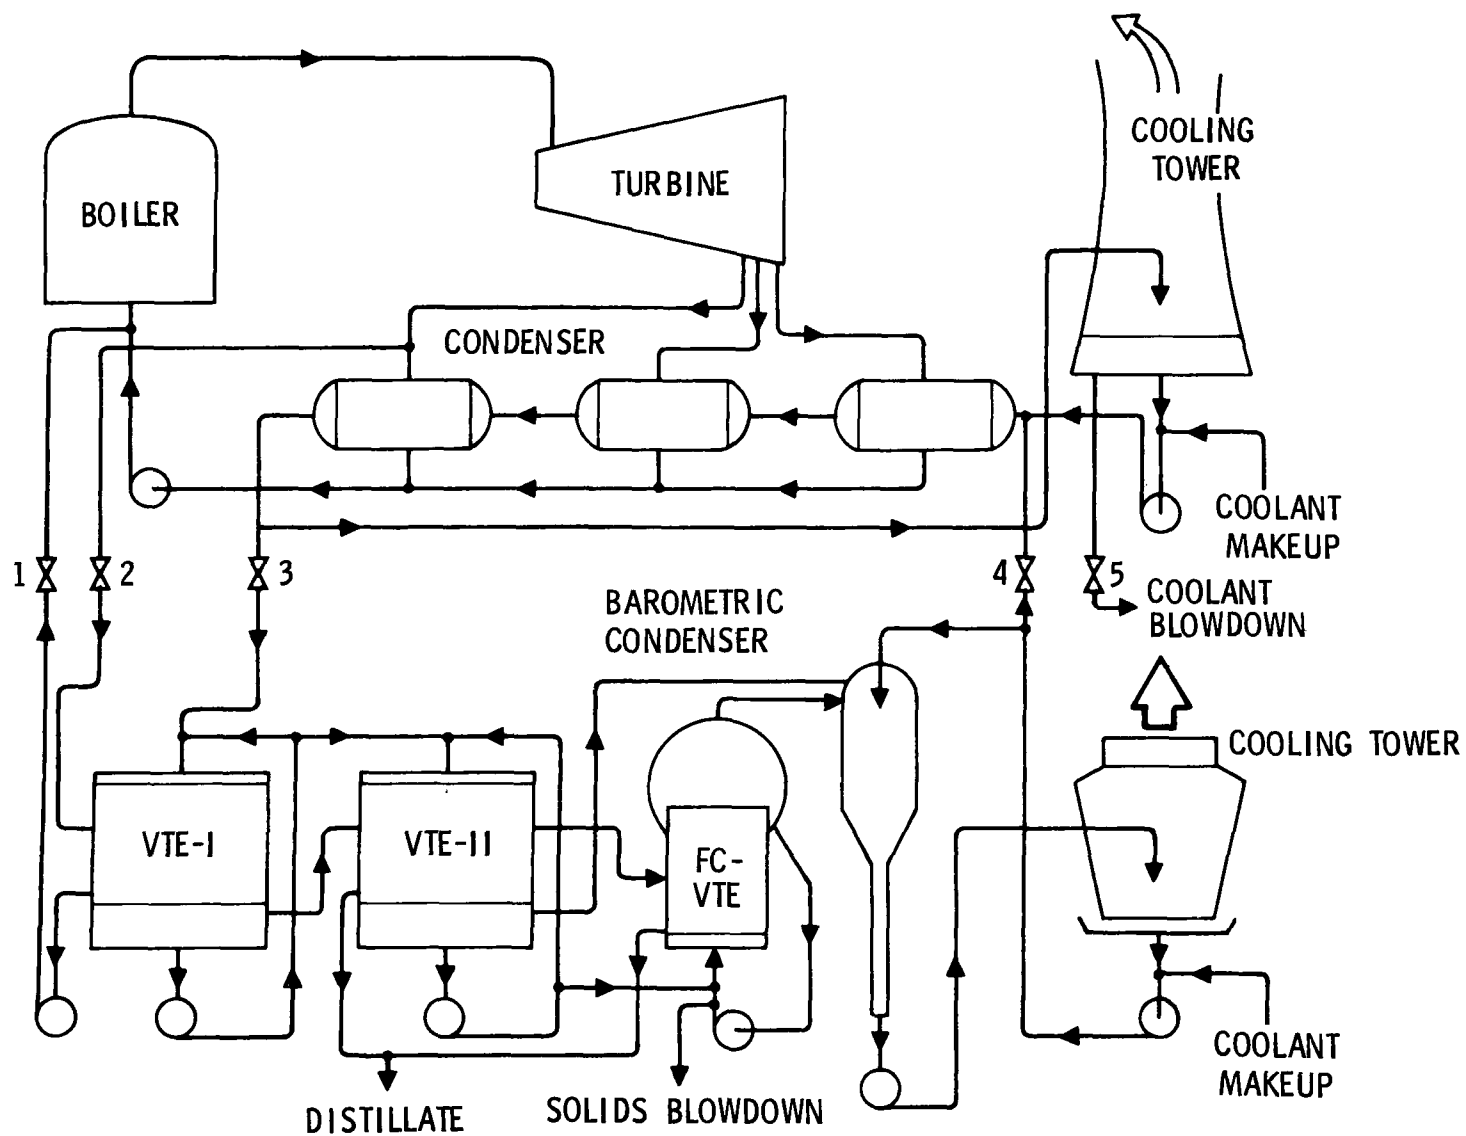 COOLING
TOWER
TURBINE
BOILER
CONDENSER
COOLANT
MAKEUP
1
2
3
4
5
COOLANT
BLOWDOWN
BAROMETRIC
CONDENSER
COOLING TOWER
VTE-I
VTE-II
FC-
VTE
COOLANT
MAKEUP
DISTILLATE
SOLIDS BLOWDOWN